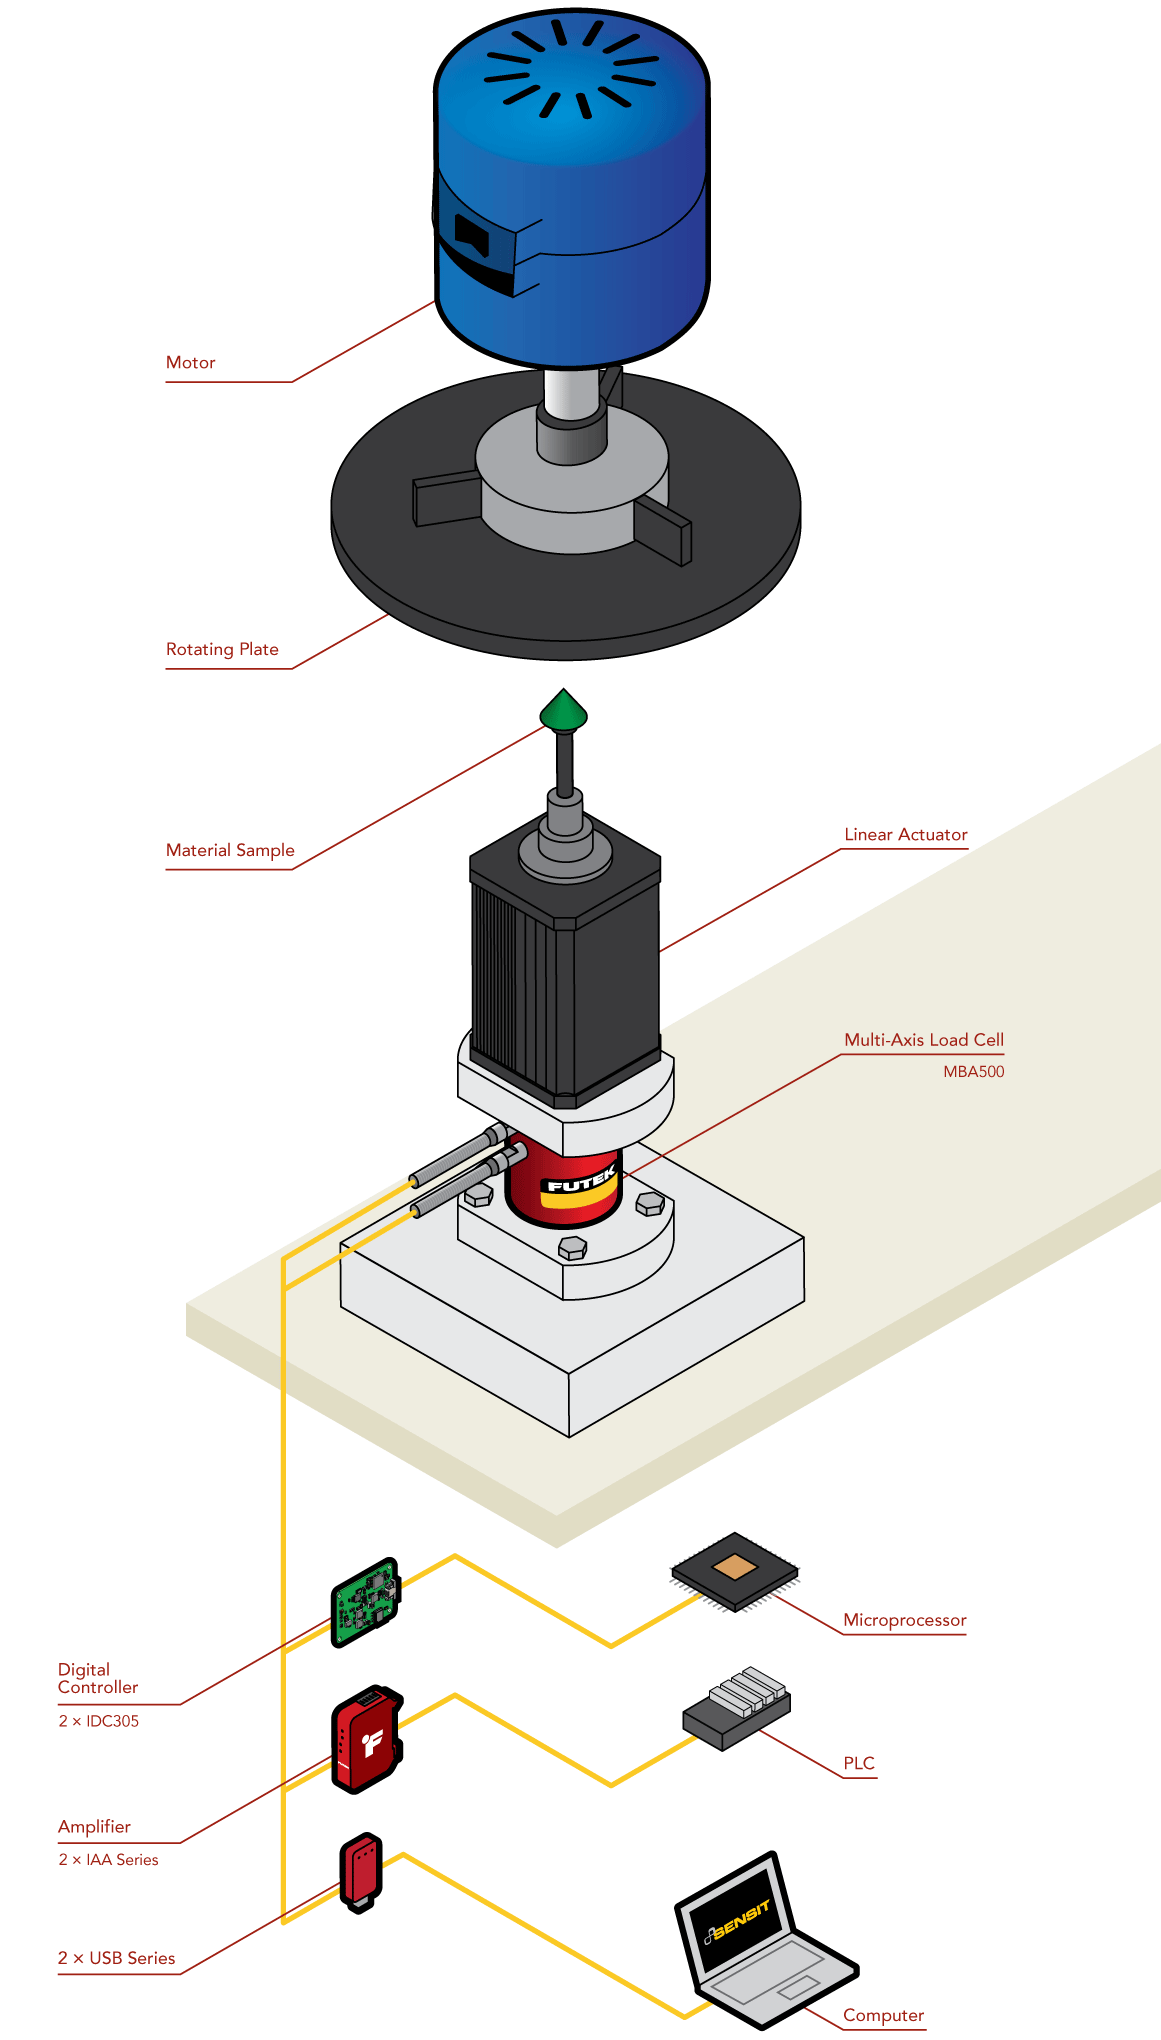 Motor
Rotating Plate
Material Sample
Linear Actuator
Multi-Axis Load Cell
MBA500
FUTEK
Microprocessor
Digital
Controller
2 × IDC305
PLC
Amplifier
2 × IAA Series
2 × USB Series
SENSIT
Computer